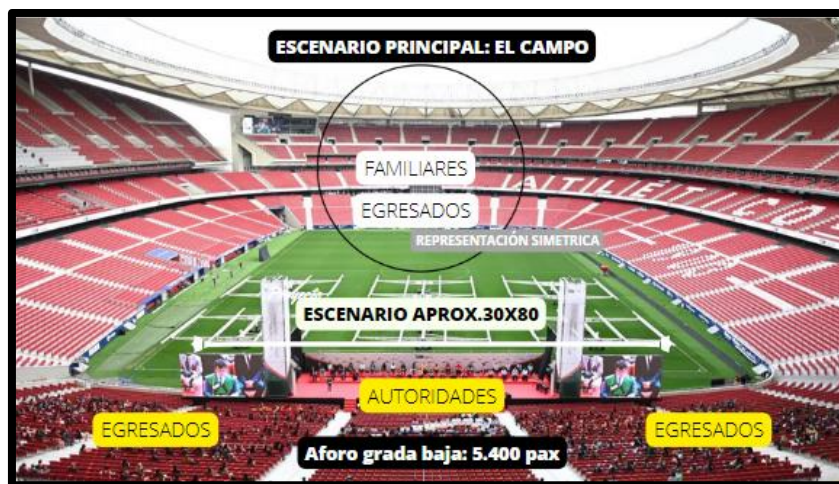 ESCENARIO PRINCIPAL: EL CAMPO
FAMILIARES
ATLÉTICO
EGRESADOS
REPRESENTACIÓN SIMETRICA
ESCENARIO APROX.30X80
AUTORIDADES
EGRESADOS
EGRESADOS
Aforo grada baja: 5.400 pax